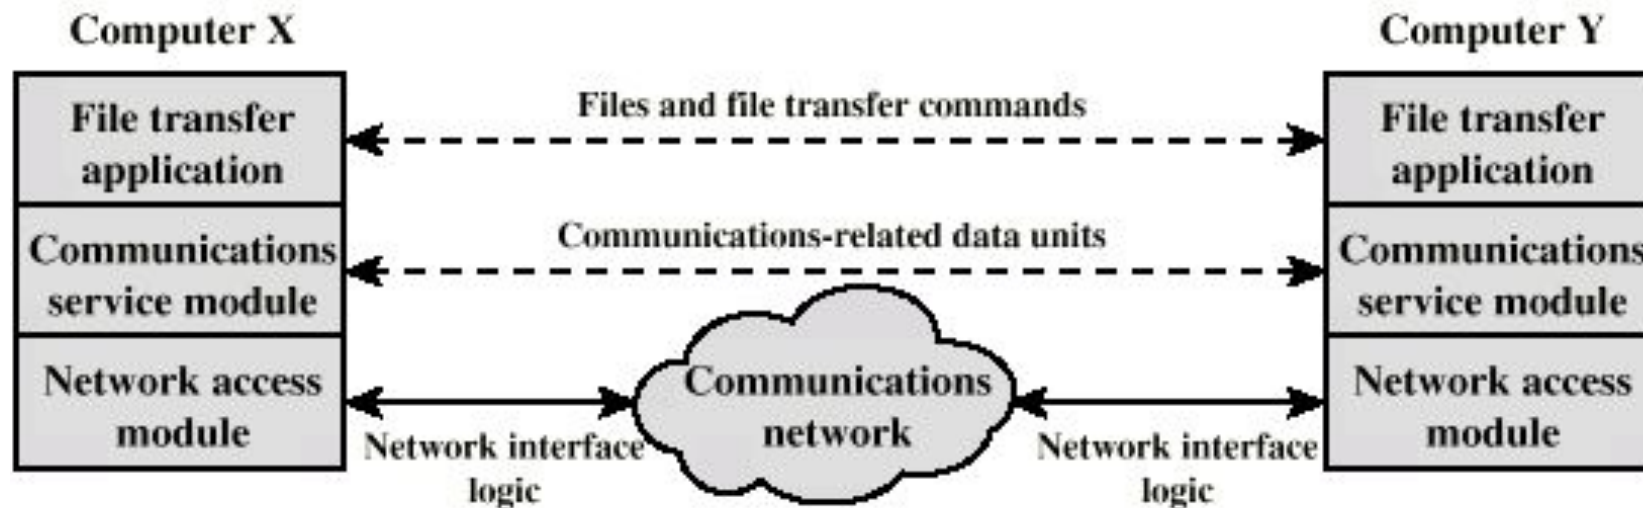 Computer X
Computer Y
File transfer
application
Files and file transfer commands
File transfer
application
Communications
service module
Communications-related data units
Communications
service module
Network access
module
Network interface
logic
Communications
network
Network interface
logic
Network access
module